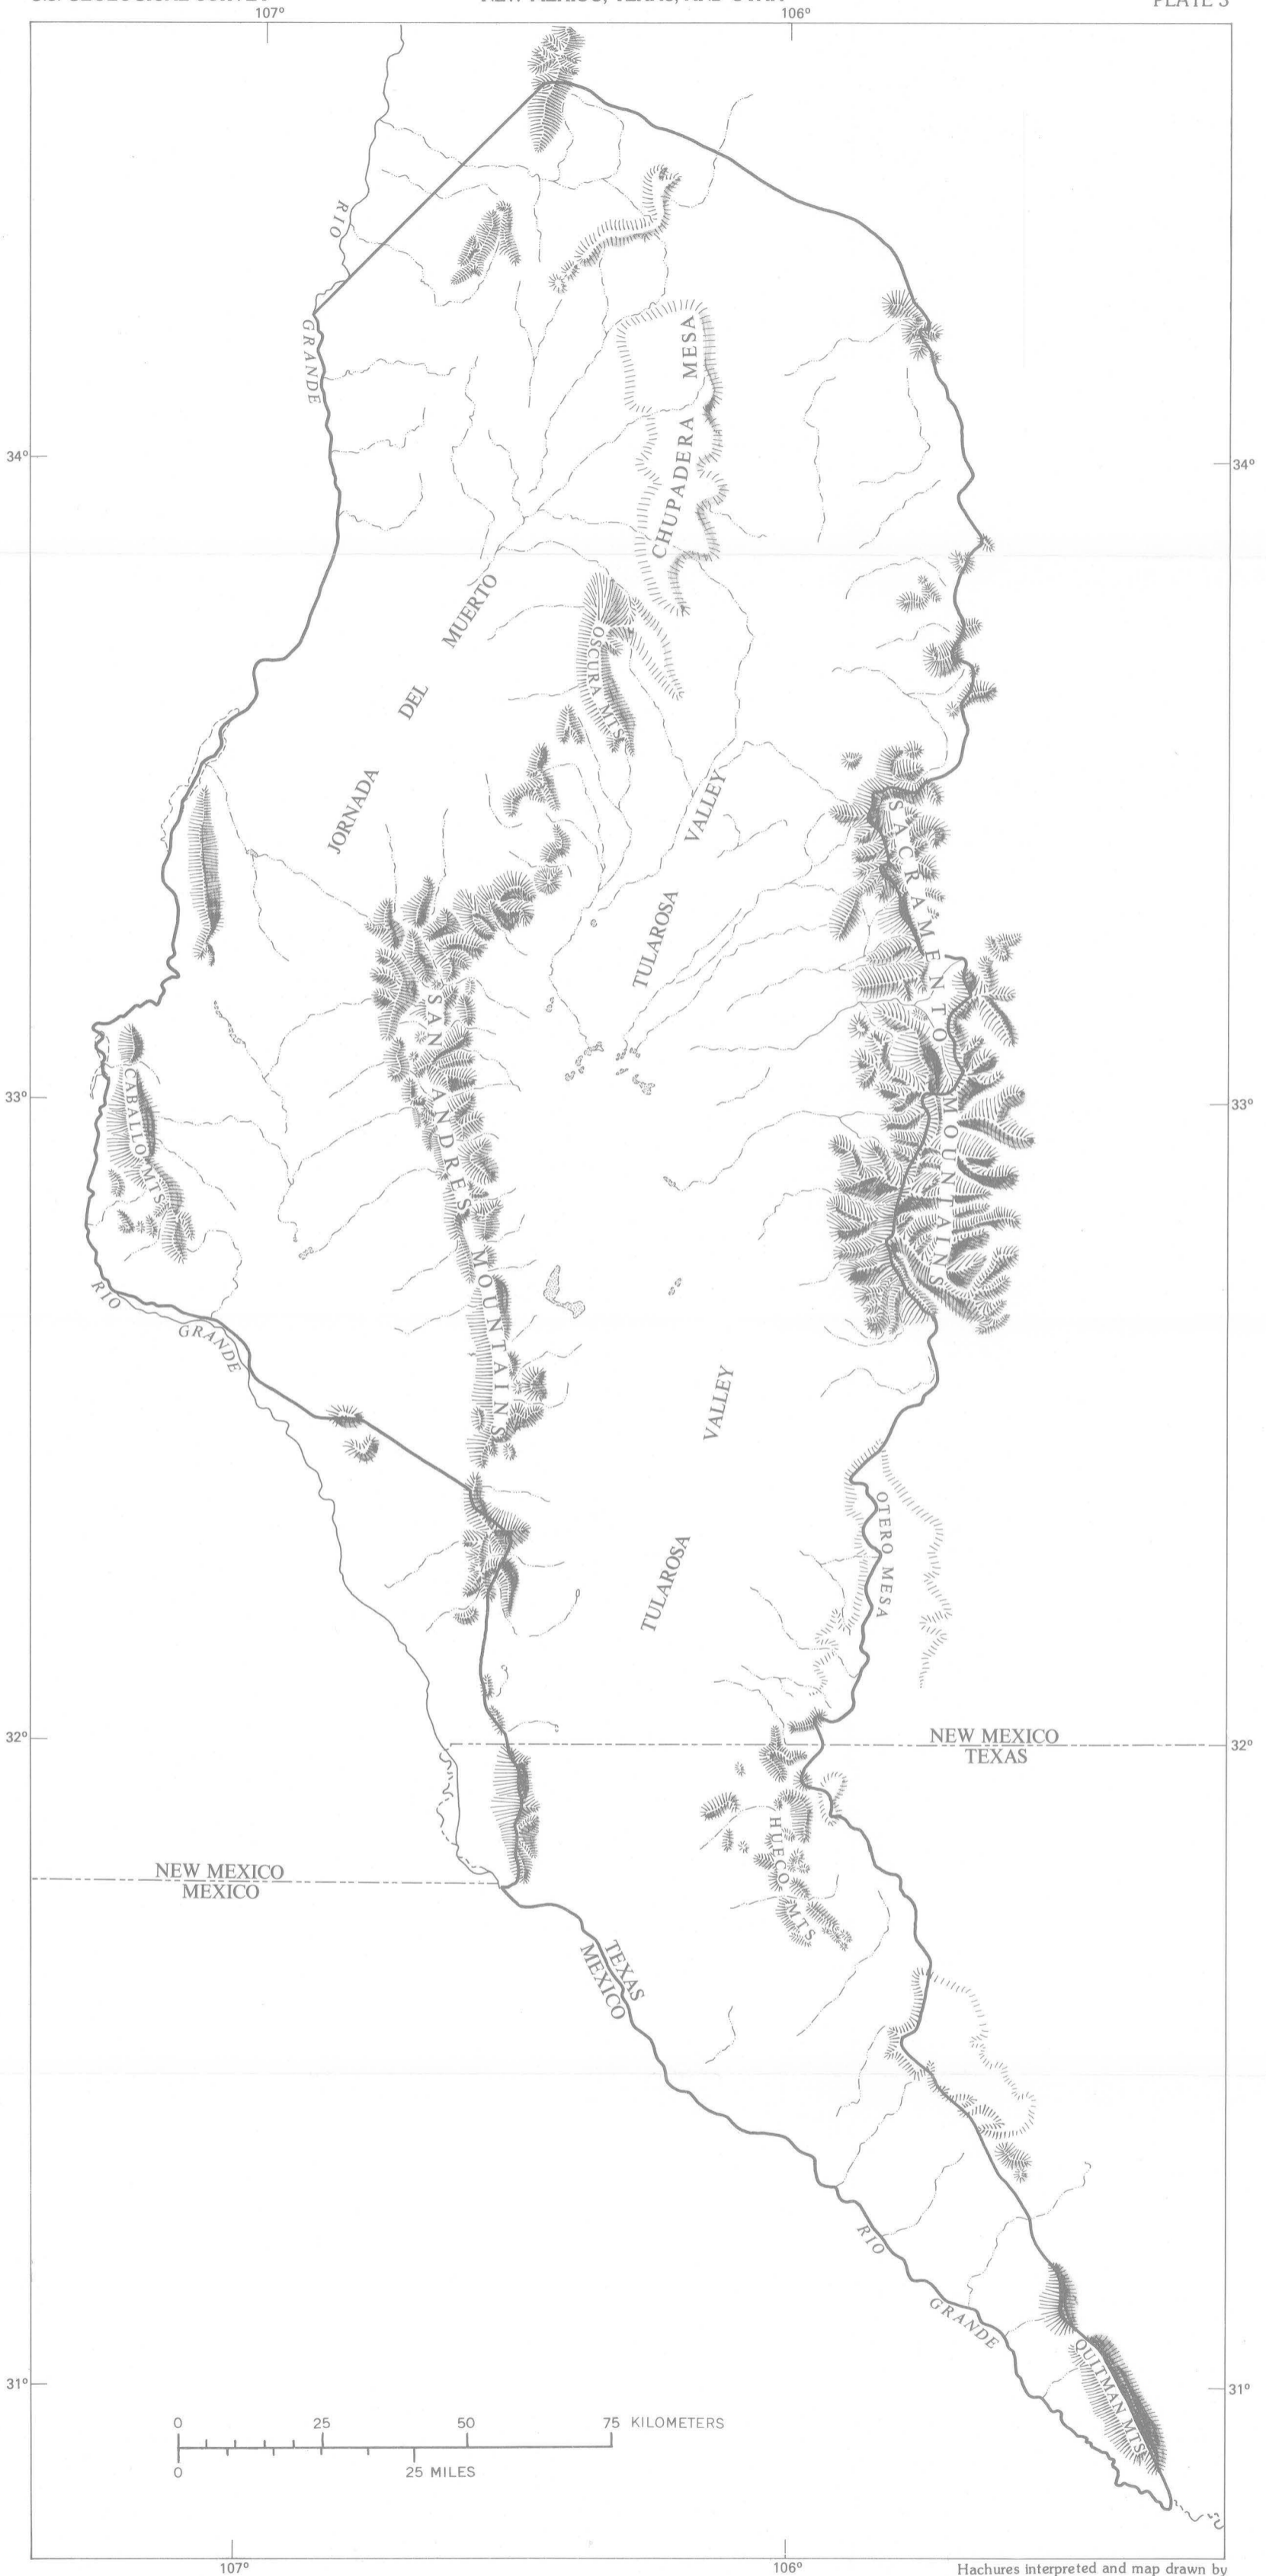 PLATE 3
107°
106°
RIO
GRANDE
MESA
CHUPADERA
34°
34°
MUERTO
DEL
JORNADA
OSCURA MTS
VALLEY
TULAROSA
SACRAMENTO
MOUNTAINS
SAN ANDRES
MOUNTAINS
33°
33°
CABALLO MTS
RIO
GRANDE
VALLEY
TULAROSA
OTERO MESA
32°
32°
NEW MEXICO
TEXAS
NEW MEXICO
MEXICO
HUECO
MTS
TEXAS
MEXICO
RIO
GRANDE
QUITMAN MTS
31°
31°
0 25 50 75 KILOMETERS
0 25 MILES
107°
106°
Hachures interpreted and map drawn by